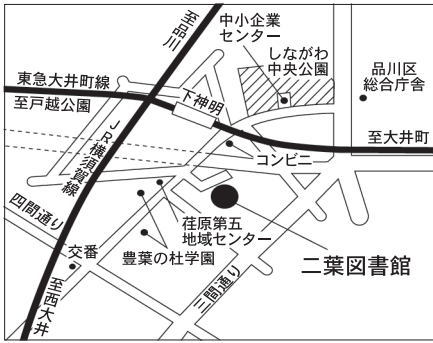 至品川
中小企業
センター
しながわ
中央公園
品川区
総合庁舎
東急大井町線
至戸越公園
下神明
至大井町
JR横須賀線
コンビニ
四間通り
荏原第五
地域センター
豊葉の杜学園
交番
二葉図書館
三間通り
至西大井